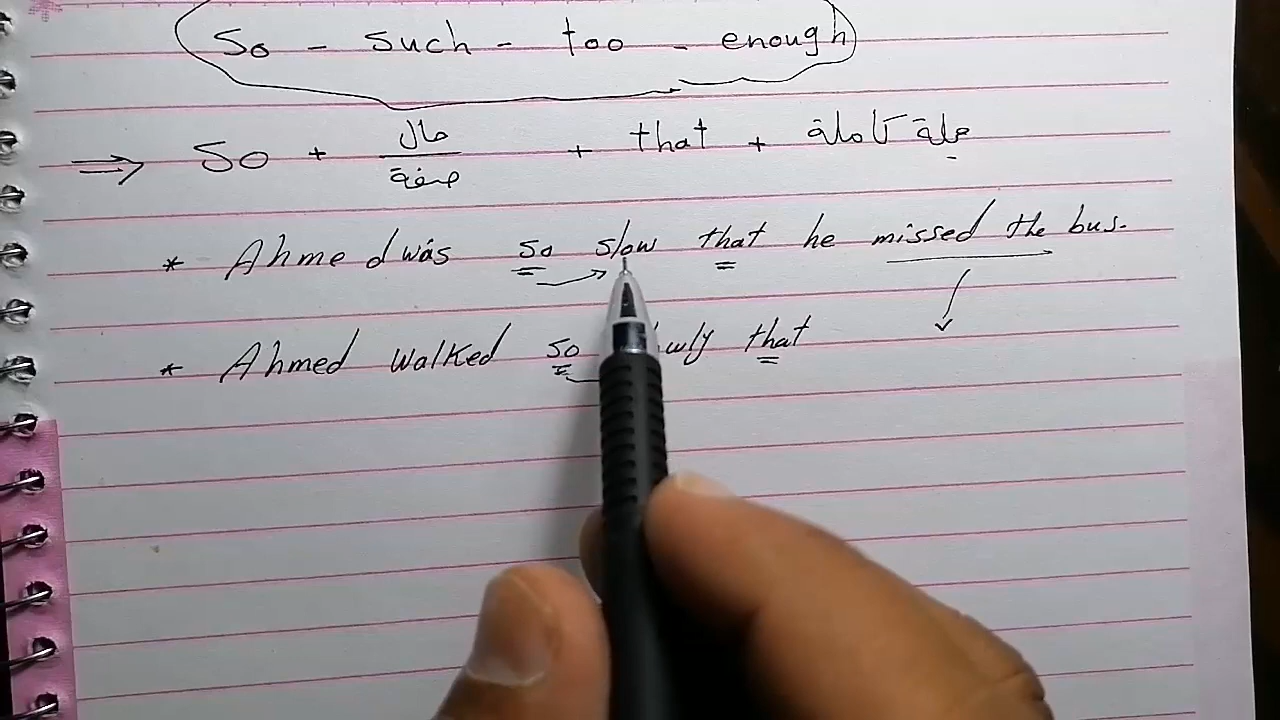 So - such - too - enough
⇒ So + حال / صفة + that + جملة كاملة
* Ahmed was so slow that he missed the bus.
* Ahmed walked so that